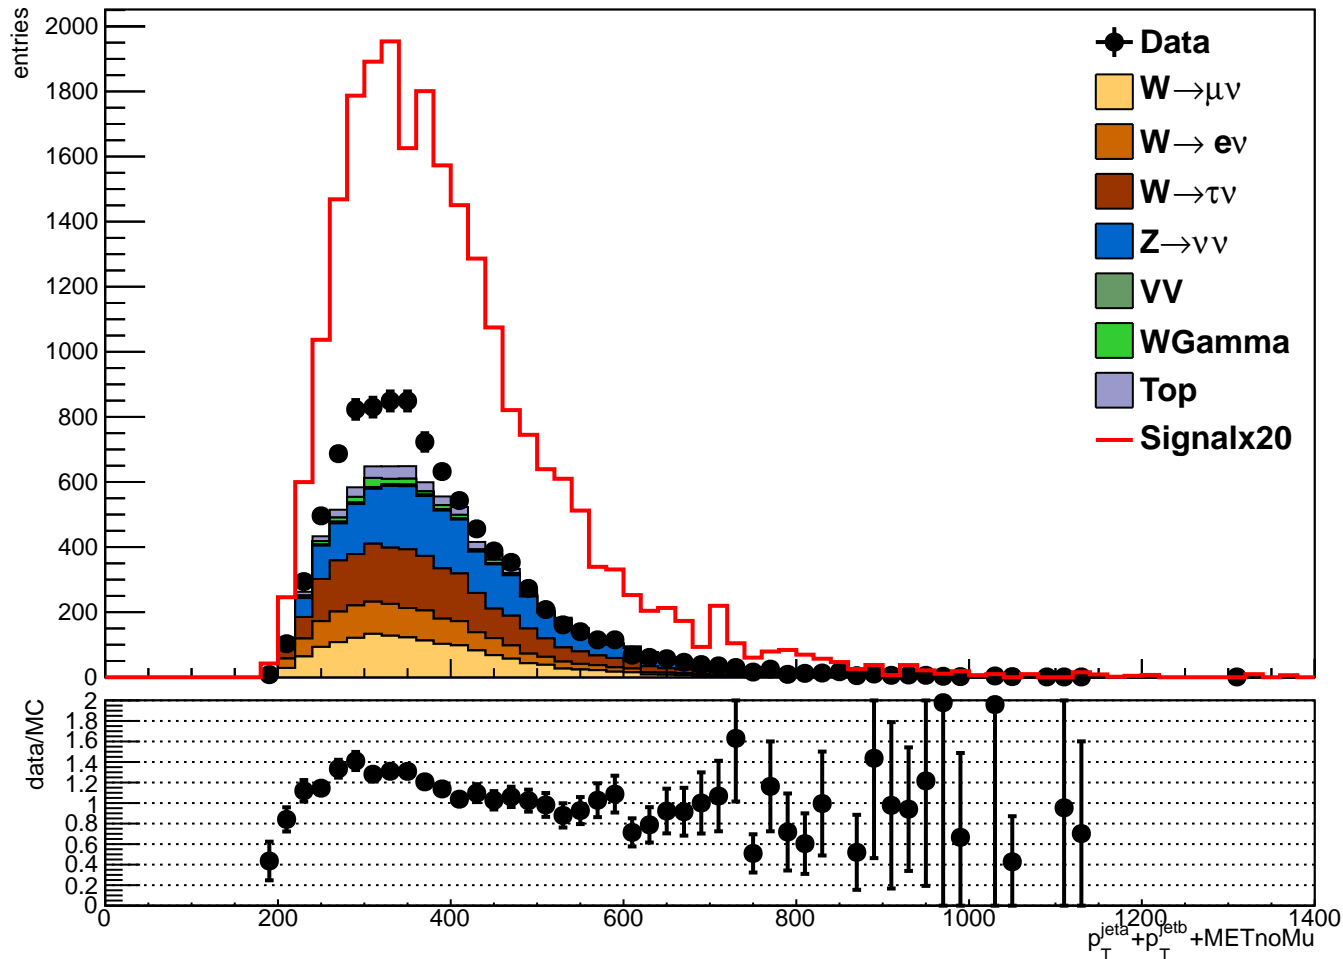 entries
2000
1800
1600
1400
1200
1000
800
600
400
200
0
Data
W→μν
W→ eν
W→τν
Z→νν
VV
WGamma
Top
Signalx20
data/MC
2
1.8
1.6
1.4
1.2
1
0.8
0.6
0.4
0.2
0
0 200 400 600 800 1000 1200 1400
p_T^jeta+p_T^jetb+METnoMu